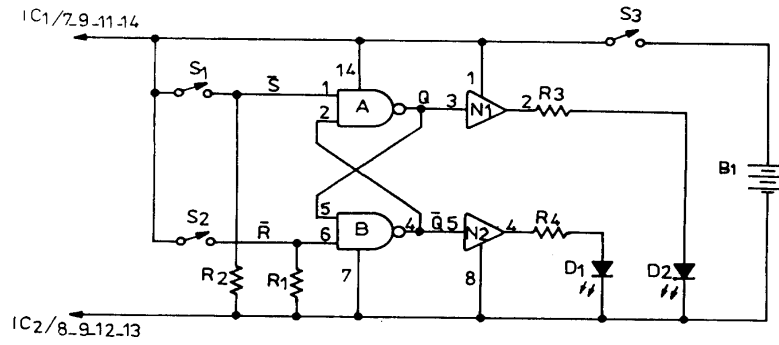 IC1/7-9-11-14
S3
S1
S̄
14
1
A
Q
1
2
3
N1
2
R3
B1
5
S2
R̄
6
B
4
Q̄
5
N2
4
R4
R2
R1
7
8
D1
D2
IC2/8-9-12-13